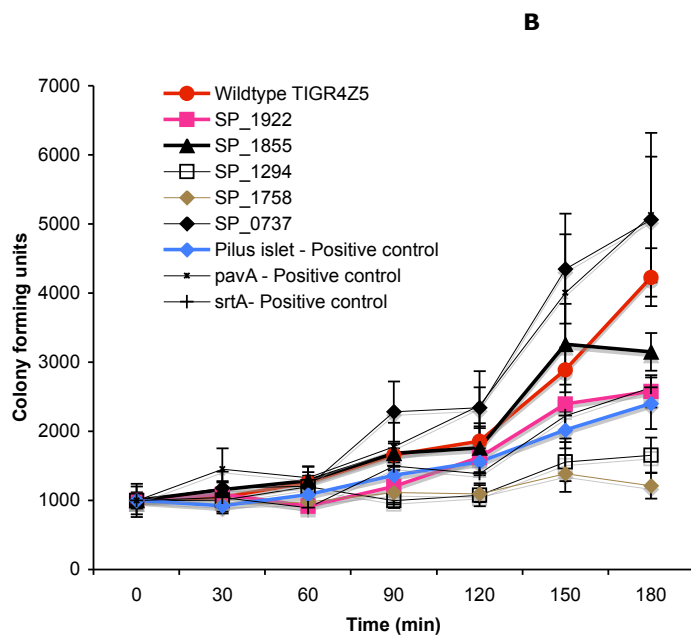 B
7000
6000
5000
4000
3000
2000
1000
0
Colony forming units
Wildtype TIGR4Z5
SP_1922
SP_1855
SP_1294
SP_1758
SP_0737
Pilus islet - Positive control
pavA - Positive control
srtA- Positive control
0 30 60 90 120 150 180
Time (min)